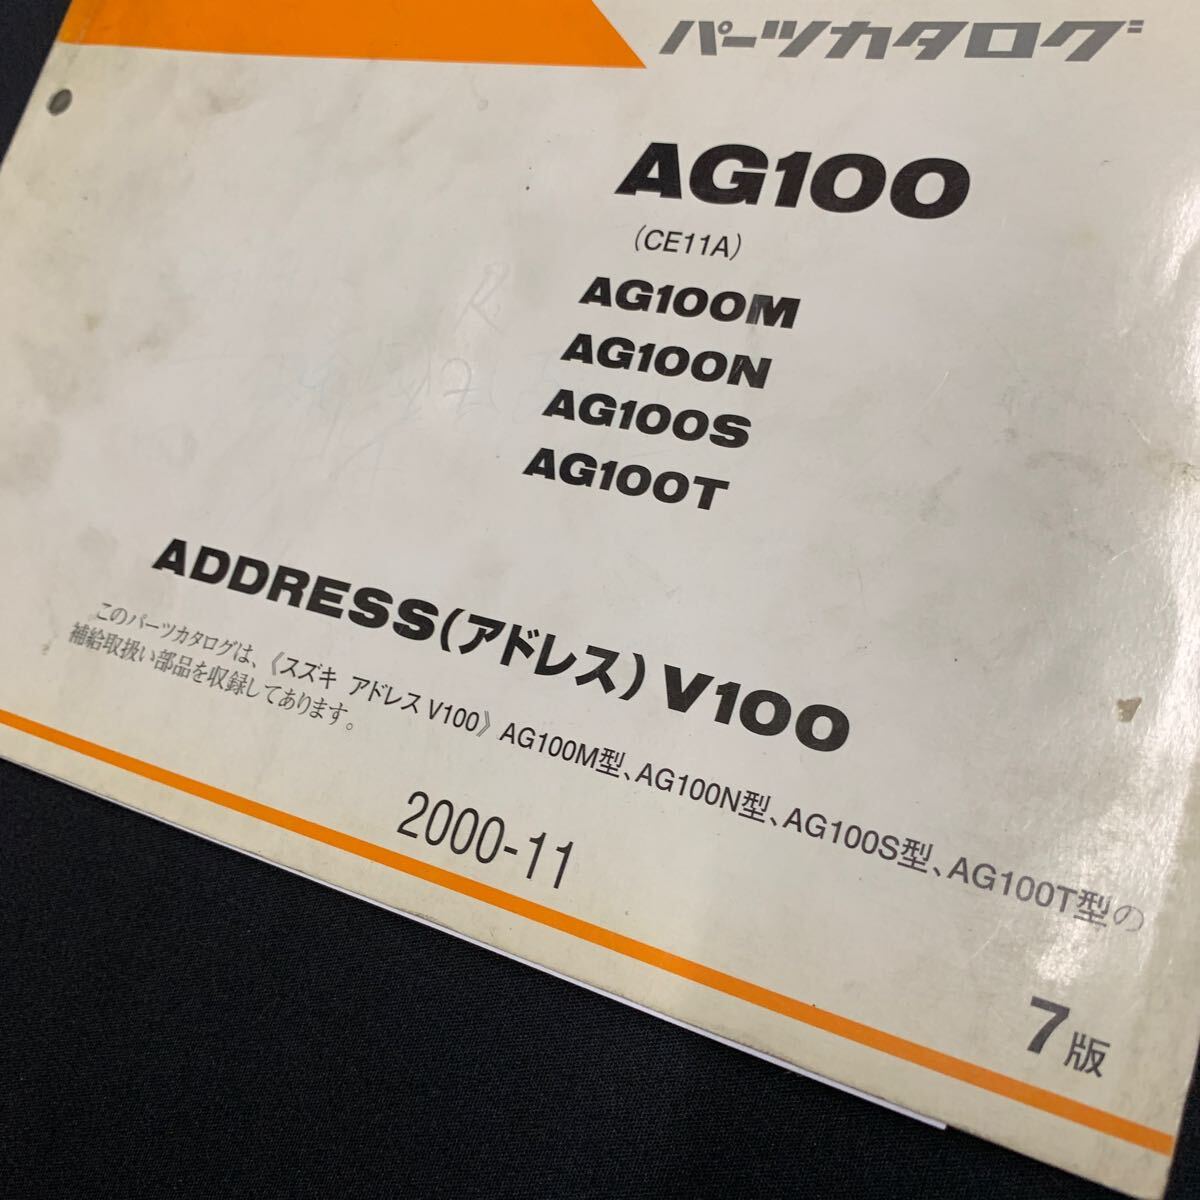 パーツカタログ
AG100
(CE11A)
AG100M
AG100N
AG100S
AG100T
ADDRESS(アドレス) V100
このパーツカタログは、《スズキ アドレス V100》 AG100M型、AG100N型、AG100S型、AG100T型の
補給取扱い部品を収録してあります。
2000-11
7版